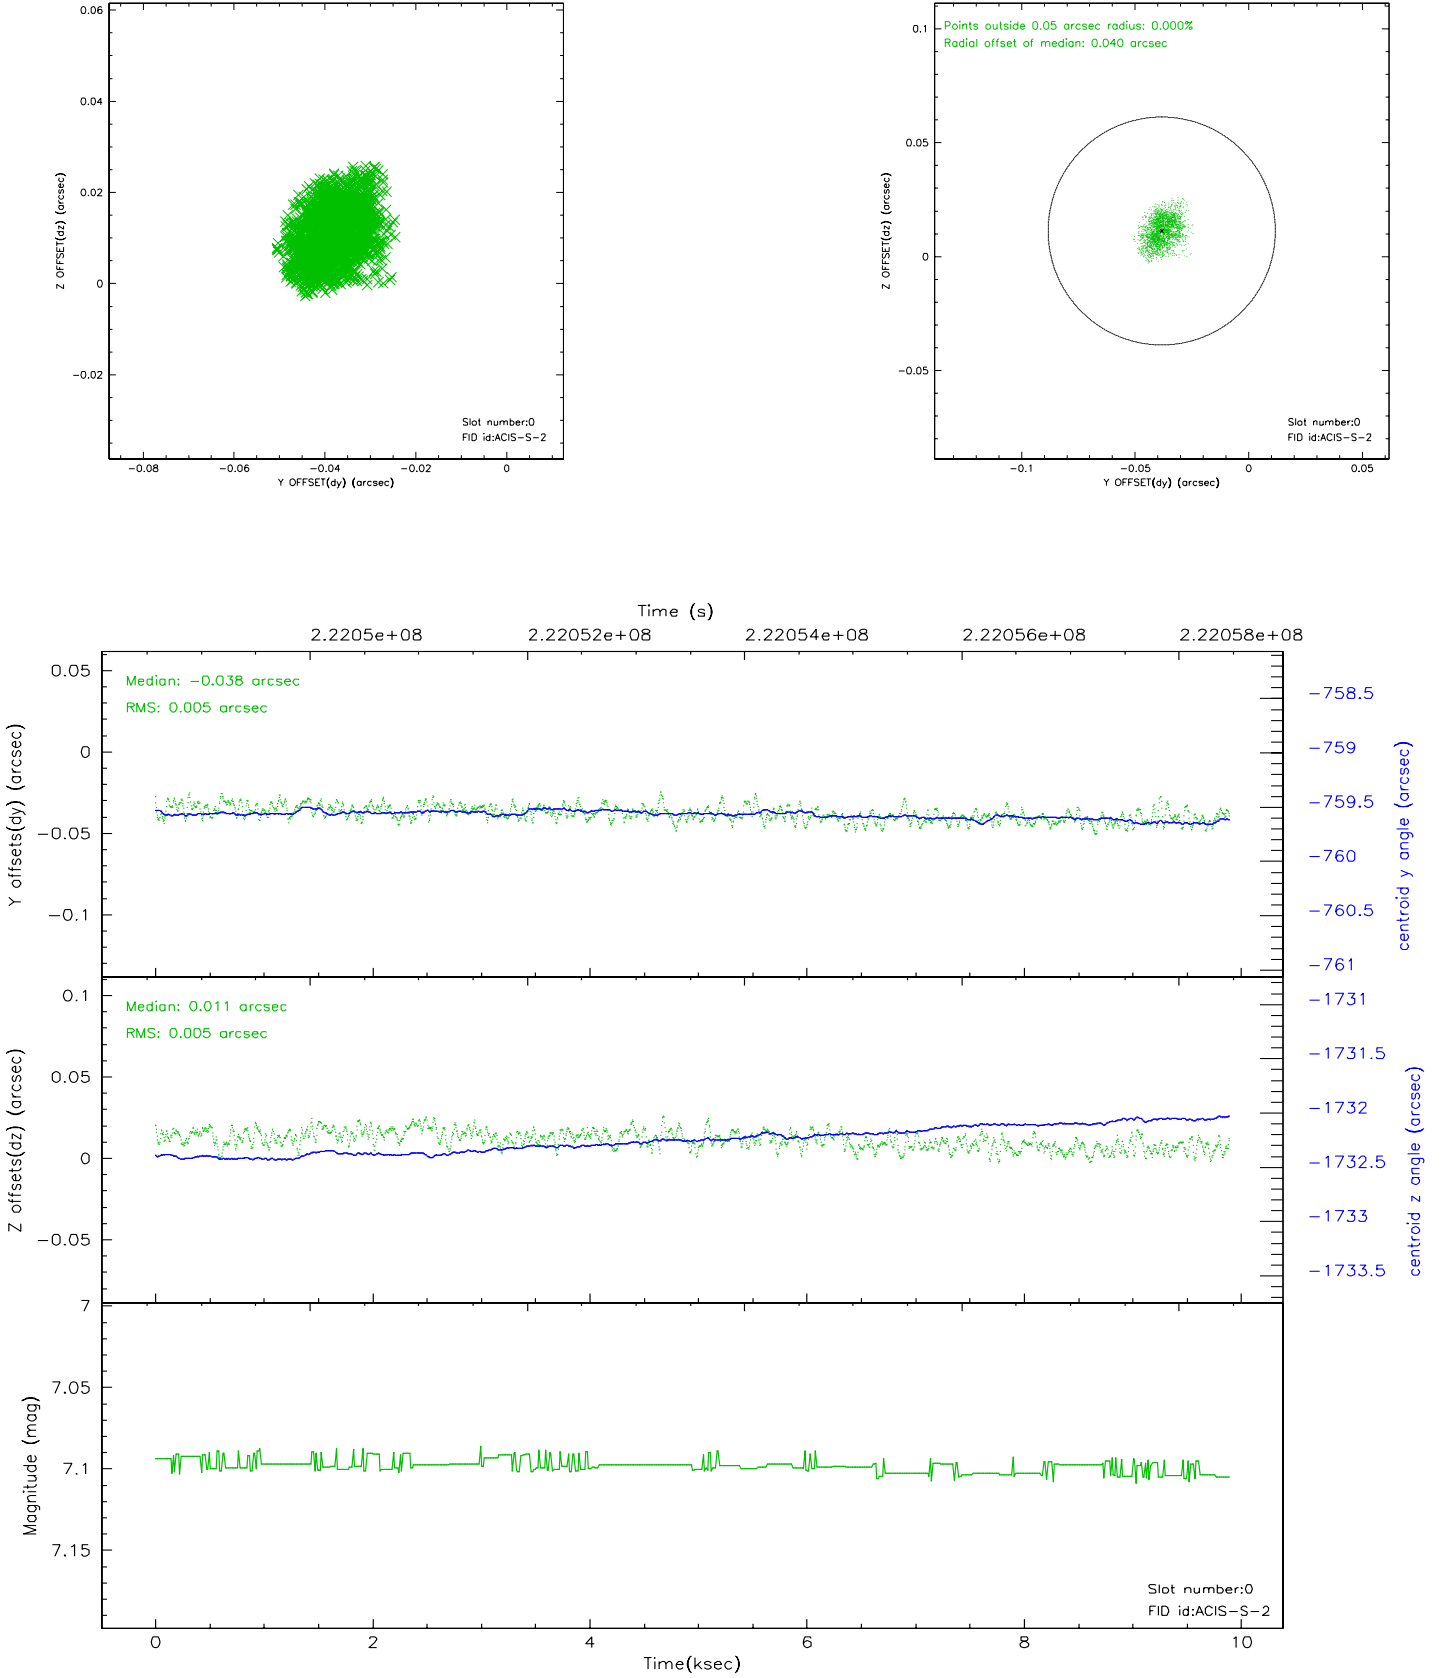 0.06
0.04
0.02
0
−0.02
Z OFFSET(dz) (arcsec)
Slot number:0
FID id:ACIS−S−2
−0.08 −0.06 −0.04 −0.02 0
Y OFFSET(dy) (arcsec)
Points outside 0.05 arcsec radius: 0.000%
Radial offset of median: 0.040 arcsec
0.1
0.05
0
−0.05
Z OFFSET(dz) (arcsec)
Slot number:0
FID id:ACIS−S−2
−0.1 −0.05 0 0.05
Y OFFSET(dy) (arcsec)
Time (s)
2.2205e+08 2.22052e+08 2.22054e+08 2.22056e+08 2.22058e+08
Median: −0.038 arcsec
RMS: 0.005 arcsec
0.05
0
−0.05
−0.1
Y offsets(dy) (arcsec)
−758.5
−759
−759.5
−760
−760.5
−761
centroid y angle (arcsec)
Median: 0.011 arcsec
RMS: 0.005 arcsec
0.1
0.05
0
−0.05
Z offsets(dz) (arcsec)
−1731
−1731.5
−1732
−1732.5
−1733
−1733.5
centroid z angle (arcsec)
7
7.05
7.1
7.15
Magnitude (mag)
Slot number:0
FID id:ACIS−S−2
0 2 4 6 8 10
Time(ksec)